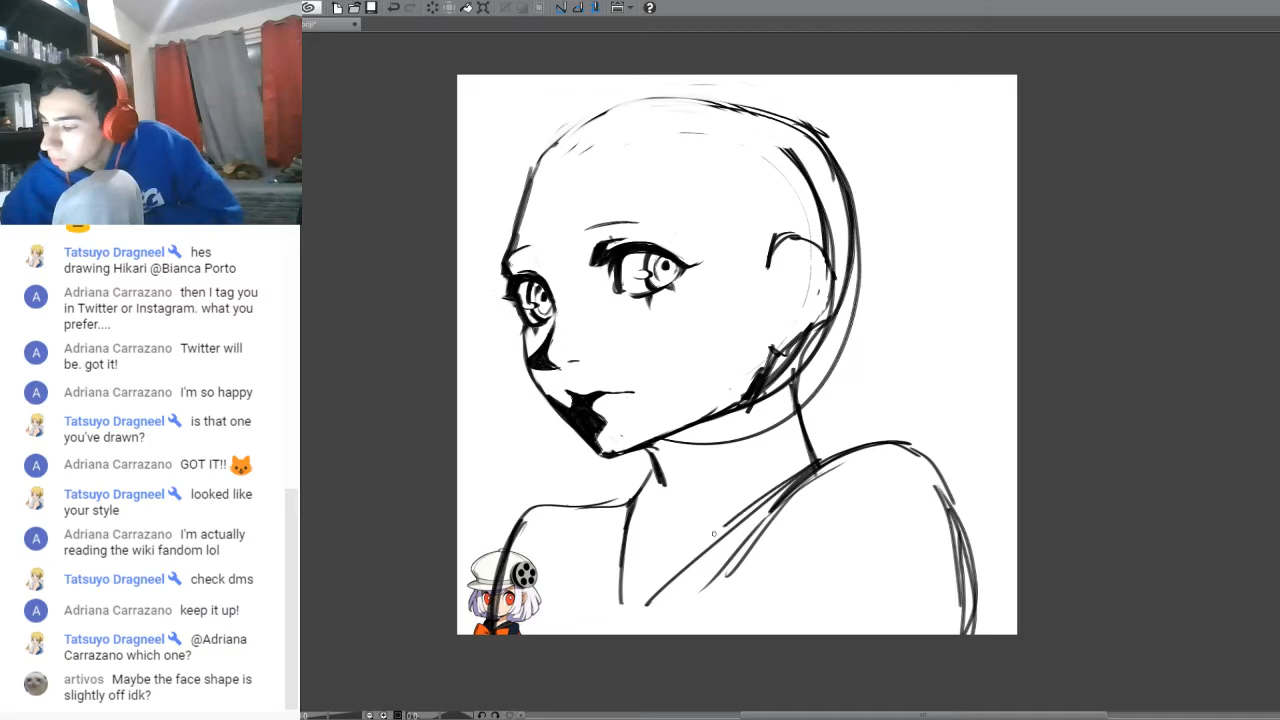 Tatsuyo Dragneel hes
drawing Hikari @Bianca Porto
Adriana Carrazano then I tag you
in Twitter or Instagram. what you
prefer....
Adriana Carrazano Twitter will
be. got it!
Adriana Carrazano I'm so happy
Tatsuyo Dragneel is that one
you've drawn?
Adriana Carrazano GOT IT!!
Tatsuyo Dragneel looked like
your style
Adriana Carrazano I'm actually
reading the wiki fandom lol
Tatsuyo Dragneel check dms
Adriana Carrazano keep it up!
Tatsuyo Dragneel @Adriana
Carrazano which one?
artivos Maybe the face shape is
slightly off idk?
A
A
A
A
A
A